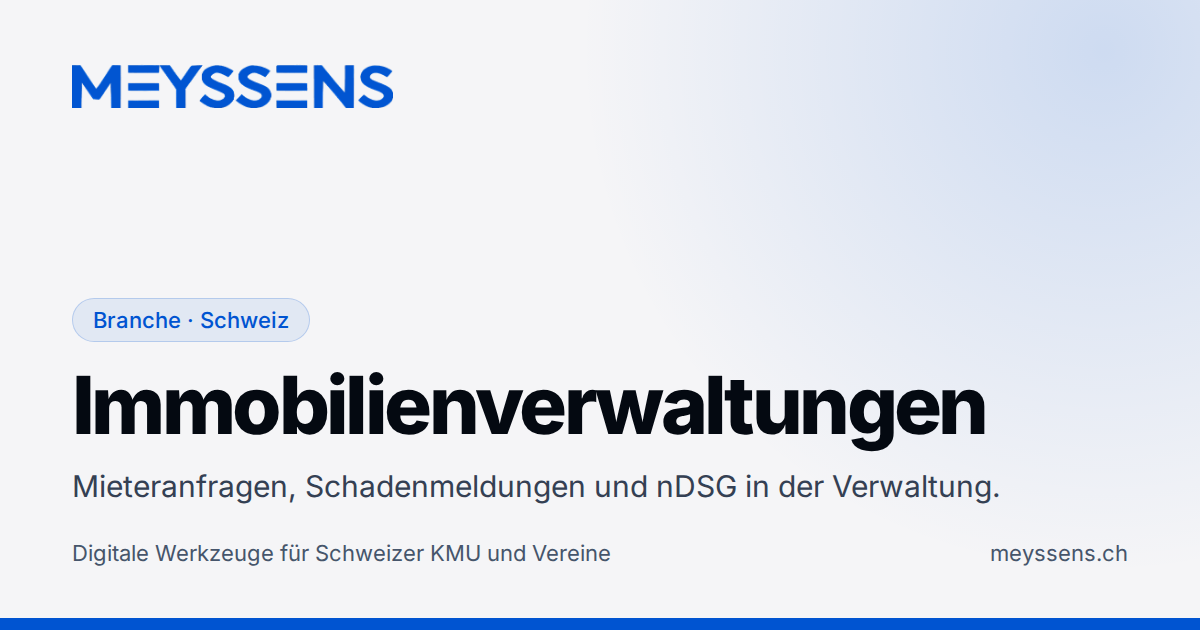 MEYSSENS
Branche · Schweiz
Immobilienverwaltungen
Mieteranfragen, Schadenmeldungen und nDSG in der Verwaltung.
Digitale Werkzeuge für Schweizer KMU und Vereine
meyssens.ch